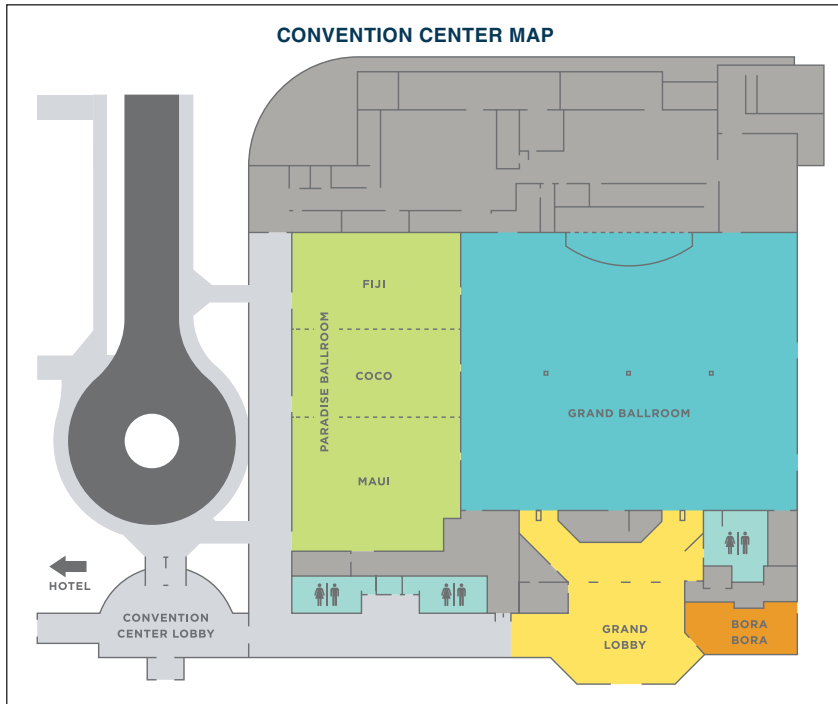 CONVENTION CENTER MAP
FIJI
PARADISE BALLROOM
COCO
GRAND BALLROOM
MAUI
HOTEL
CONVENTION
CENTER LOBBY
GRAND
LOBBY
BORA
BORA